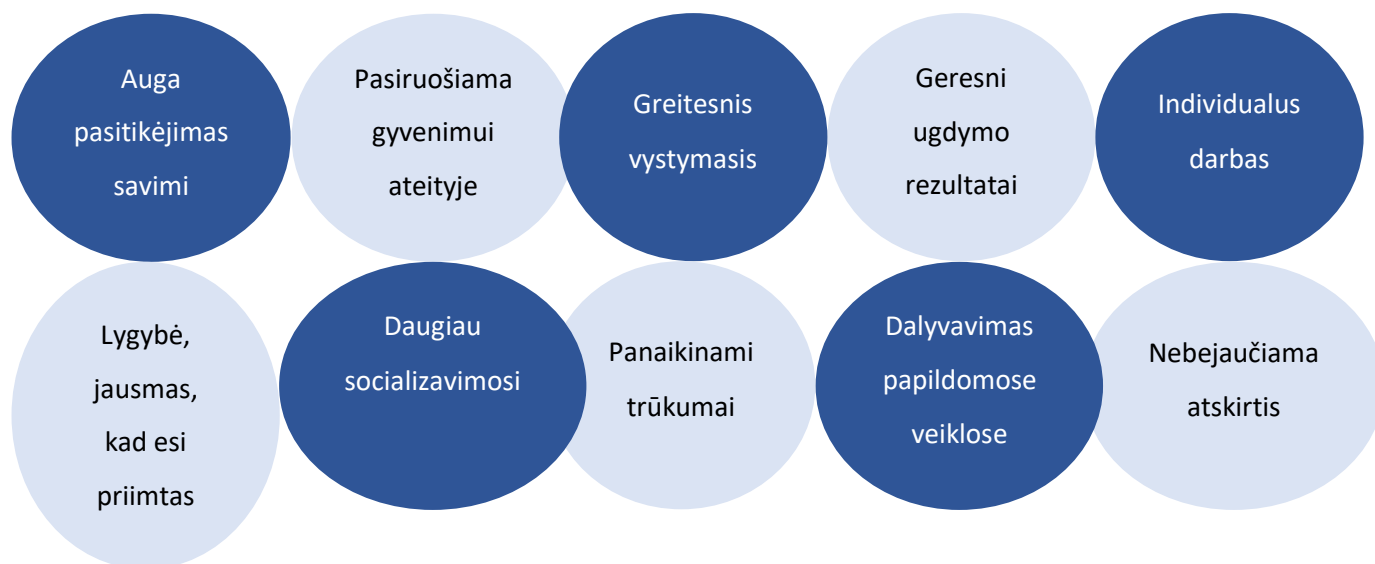 Auga
pasitikėjimas
savimi
Pasiruošiama
gyvenimui
ateityje
Greitesnis
vystymasis
Geresni
ugdymo
rezultatai
Individualus
darbas
Lygybė,
jausmas,
kad esi
priimtas
Daugiau
socializavimosi
Panaikinami
trūkumai
Dalyvavimas
papildomose
veiklose
Nebejaučiama
atskirtis